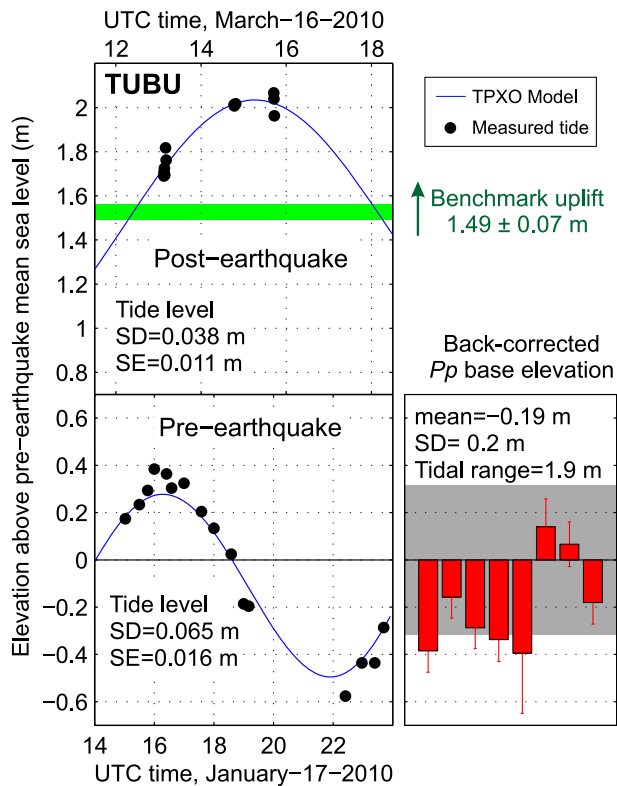 UTC time, March−16−2010
12 14 16 18
TUBU
TPXO Model
Measured tide
Benchmark uplift
1.49 ± 0.07 m
Elevation above pre−earthquake mean sea level (m)
2
1.8
1.6
1.4
1.2
1
0.8
Post−earthquake
Tide level
SD=0.038 m
SE=0.011 m
Back−corrected
Pp base elevation
mean=−0.19 m
SD= 0.2 m
Tidal range=1.9 m
Pre−earthquake
0.6
0.4
0.2
0
−0.2
−0.4
−0.6
Tide level
SD=0.065 m
SE=0.016 m
14 16 18 20 22
UTC time, January−17−2010